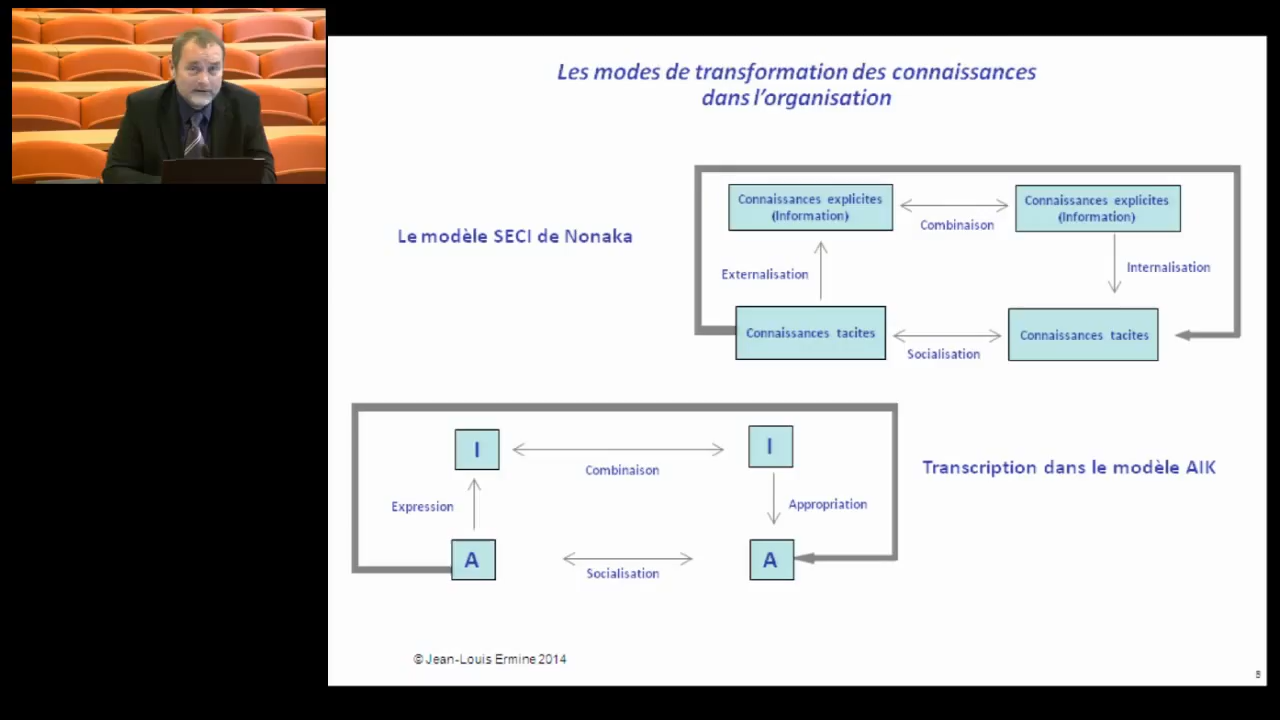 Les modes de transformation des connaissances
dans l'organisation
Le modèle SECI de Nonaka
Connaissances explicites
(Information)
Combinaison
Connaissances explicites
(Information)
Externalisation
Internalisation
Connaissances tacites
Socialisation
Connaissances tacites
I
Combinaison
I
Transcription dans le modèle AIK
Expression
Appropriation
A
Socialisation
A
© Jean-Louis Ermine 2014
8